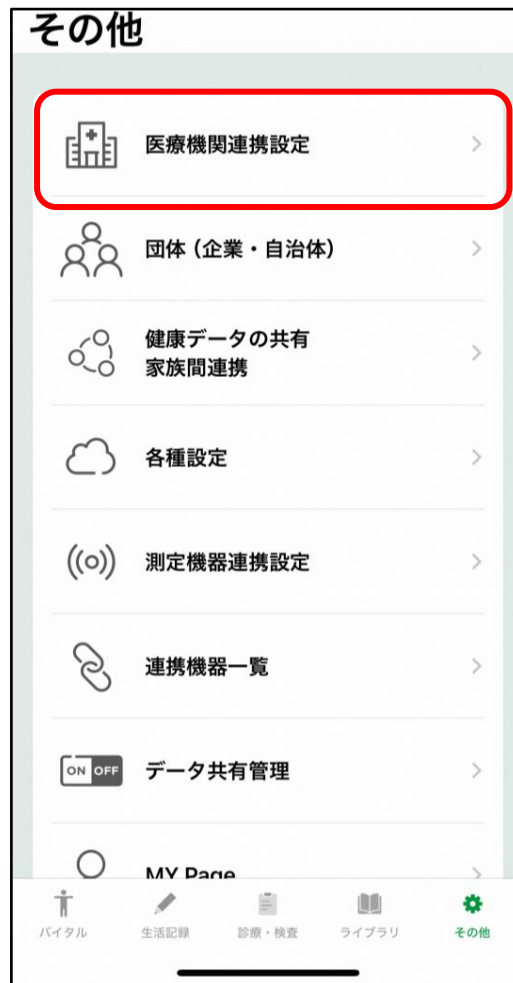 その他
医療機関連携設定
団体（企業・自治体）
健康データの共有
家族間連携
各種設定
測定機器連携設定
連携機器一覧
ON OFF
データ共有管理
MY Page
バイタル
生活記録
診療・検査
ライブラリ
その他